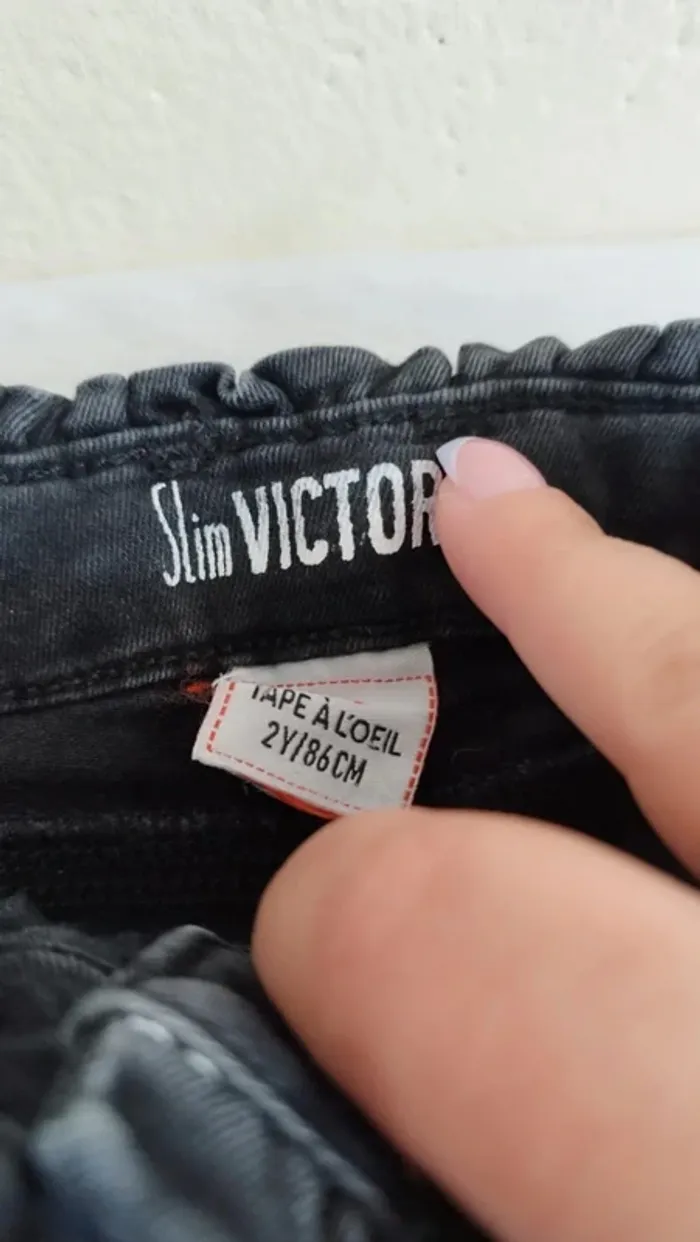 Slim VICTOR
TAPE À L'OEIL
2Y/86CM